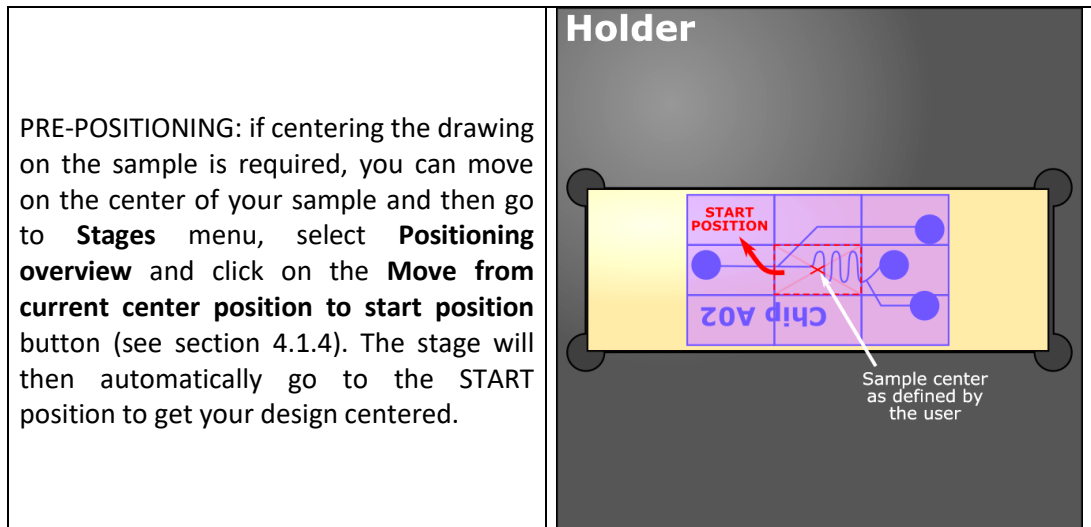 PRE-POSITIONING: if centering the drawing
on the sample is required, you can move
on the center of your sample and then go
to Stages menu, select Positioning
overview and click on the Move from
current center position to start position
button (see section 4.1.4). The stage will
then automatically go to the START
position to get your design centered.
Holder
START
POSITION
Chip A02
Sample center
as defined by
the user